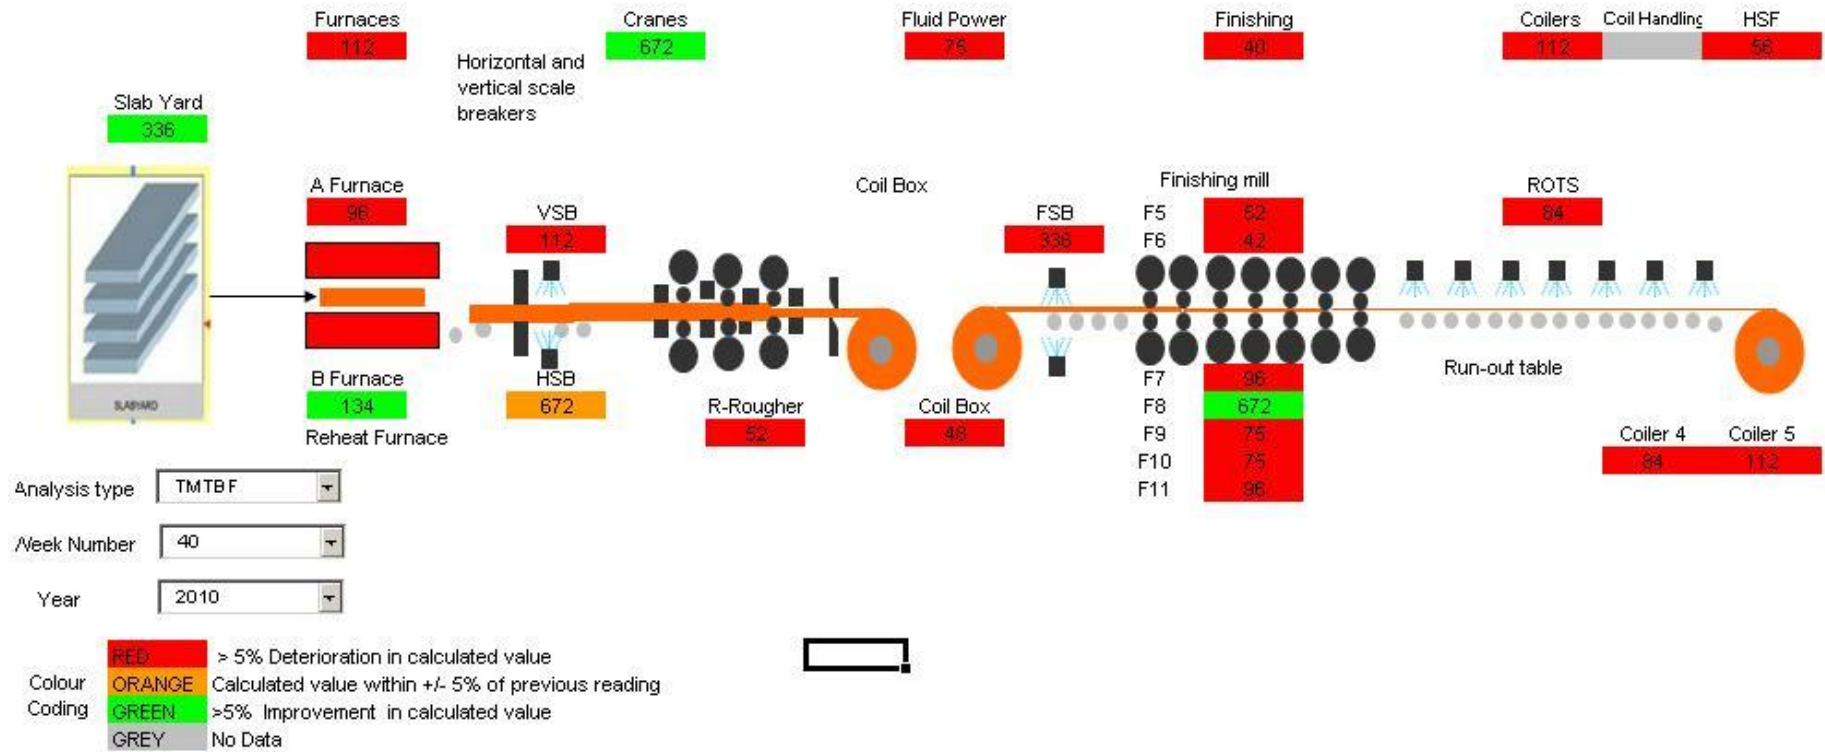 Furnaces Cranes Fluid Power Finishing Coilers Coil Handling HSF
112 672 75 40 112 56
Horizontal and
vertical scale
breakers
Slab Yard
336
A Furnace
96
VSB
112
Coil Box
FSB
336
Finishing mill
F5 52
F6 42
ROTS
84
SLABYARD
B Furnace
134
Reheat Furnace
HSB
672
R-Rougher
52
Coil Box
48
F7 96
F8 672
F9 75
F10 75
F11 96
Run-out table
Coiler 4 Coiler 5
84 112
Analysis type TMTBF
Week Number 40
Year 2010
Colour
Coding
RED > 5% Deterioration in calculated value
ORANGE Calculated value within +/- 5% of previous reading
GREEN >5% Improvement in calculated value
GREY No Data